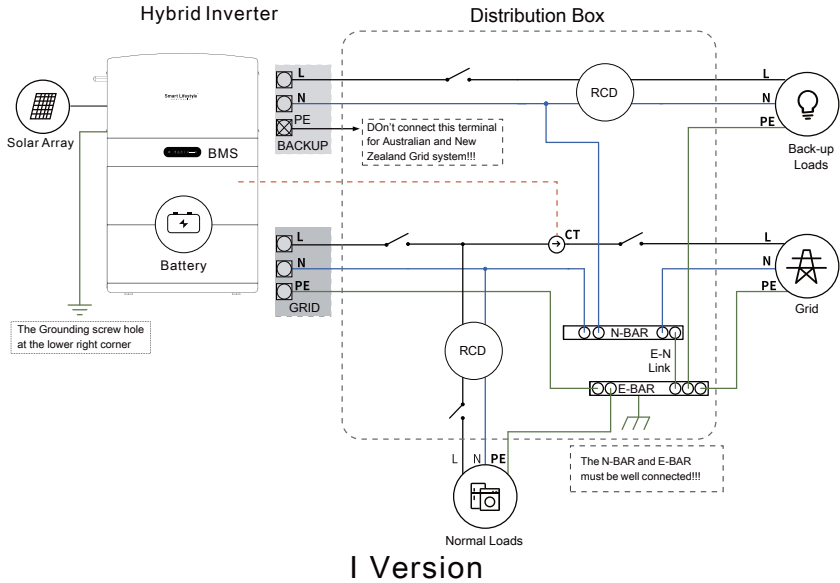 Hybrid Inverter
Distribution Box
Smart Lifestyle
Solar Array
BMS
Battery
The Grounding screw hole
at the lower right corner
L
N
PE
BACKUP
DOn't connect this terminal
for Australian and New
Zealand Grid system!!!
RCD
L
N
PE
Back-up
Loads
L
N
PE
GRID
CT
L
N
PE
Grid
RCD
N-BAR
E-N
Link
E-BAR
L N PE
Normal Loads
The N-BAR and E-BAR
must be well connected!!!
I Version